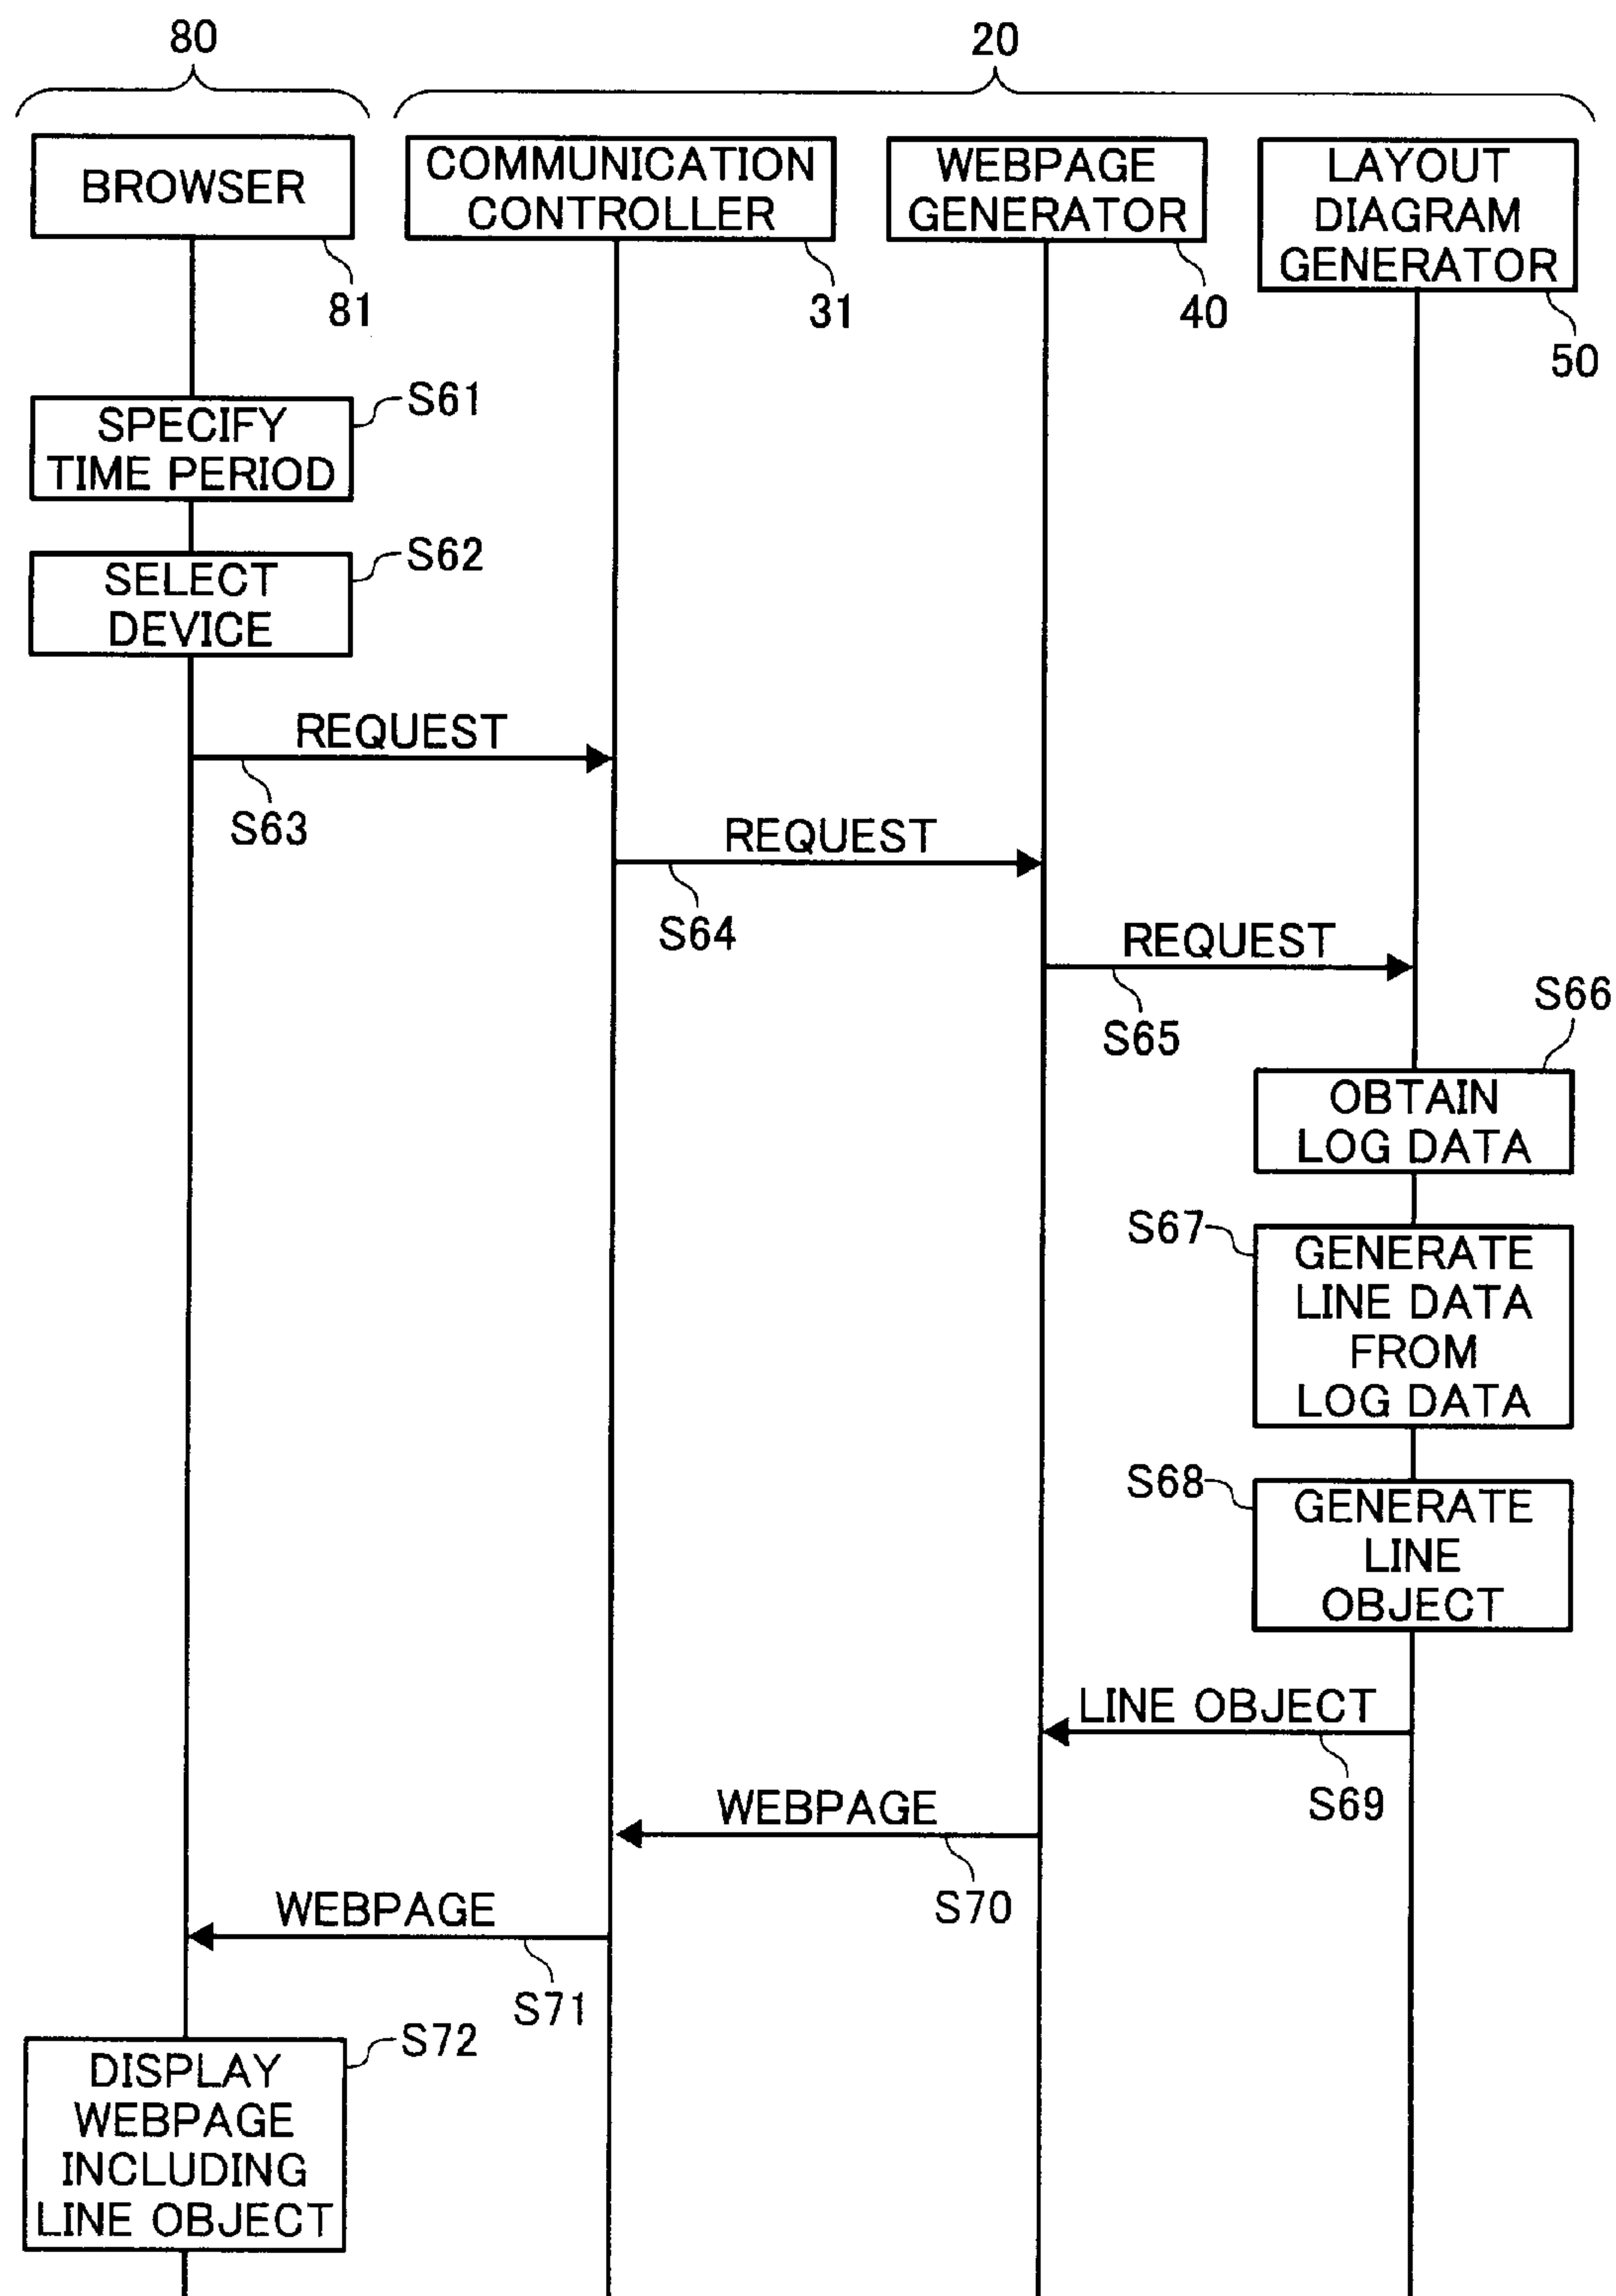 80
20
BROWSER
COMMUNICATION
CONTROLLER
WEBPAGE
GENERATOR
LAYOUT
DIAGRAM
GENERATOR
81
31
40
50
SPECIFY
TIME PERIOD
S61
SELECT
DEVICE
S62
REQUEST
S63
REQUEST
S64
REQUEST
S65
S66
OBTAIN
LOG DATA
S67
GENERATE
LINE DATA
FROM
LOG DATA
S68
GENERATE
LINE
OBJECT
LINE OBJECT
S69
WEBPAGE
S70
WEBPAGE
S71
S72
DISPLAY
WEBPAGE
INCLUDING
LINE OBJECT